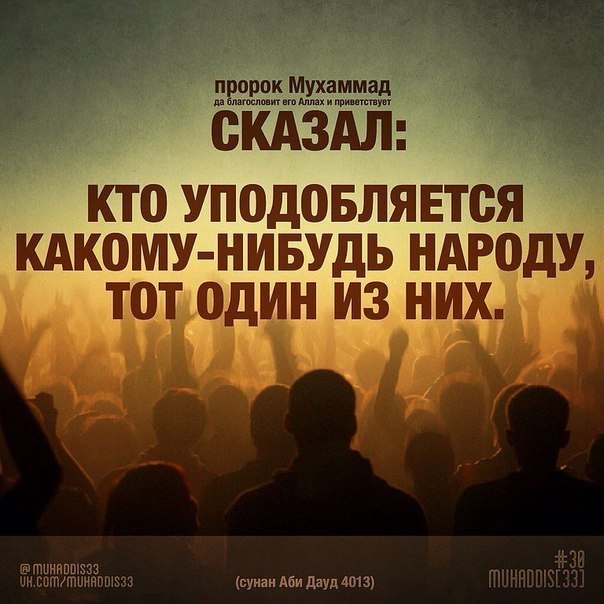 пророк Мухаммад
да благословит его Аллах и приветствует
СКАЗАЛ:
КТО УПОДОБЛЯЕТСЯ
КАКОМУ-НИБУДЬ НАРОДУ,
ТОТ ОДИН ИЗ НИХ.
@MUHADDIS33
VK.COM/MUHADDIS33
(сунан Аби Дауд 4013)
#30
MUHADDIS[33]